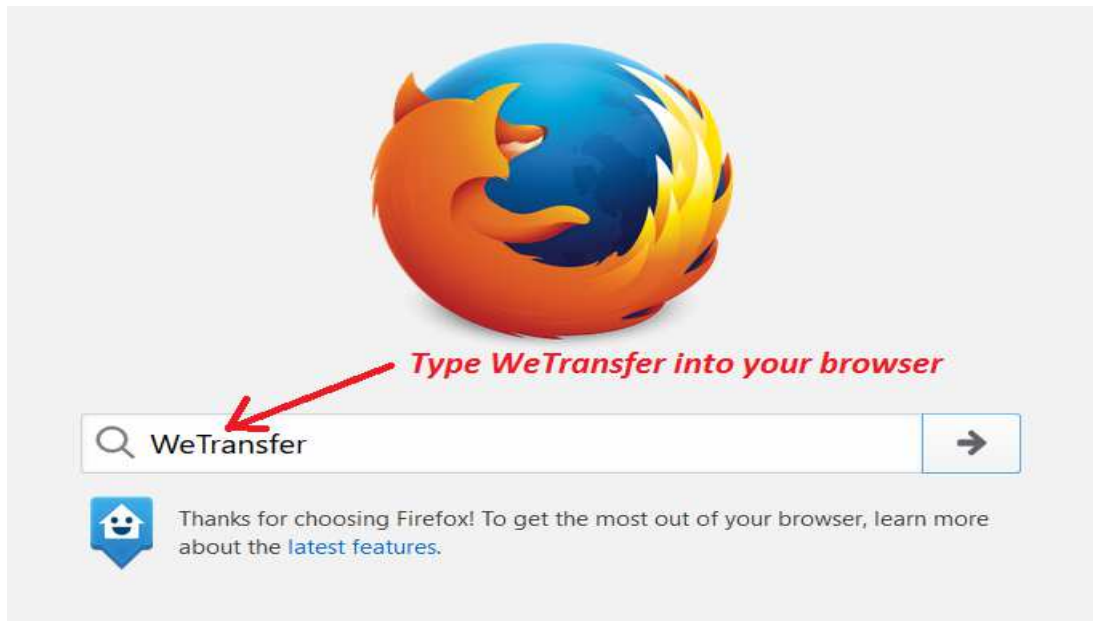 Type WeTransfer into your browser
WeTransfer
Thanks for choosing Firefox! To get the most out of your browser, learn more
about the latest features.